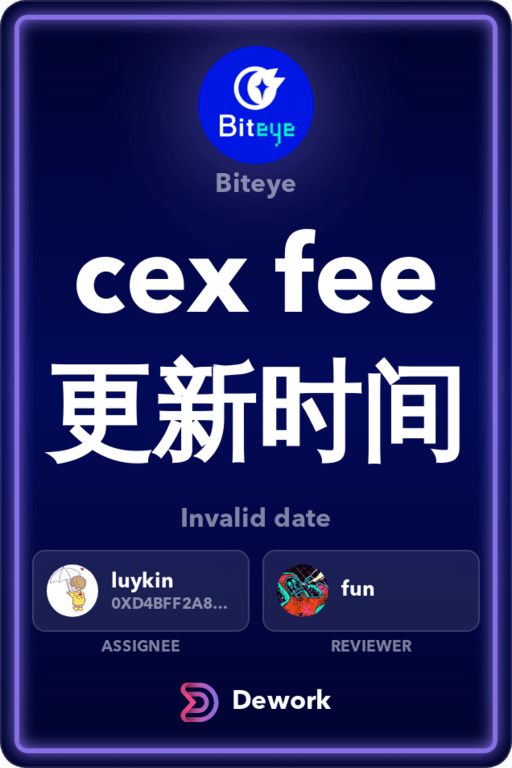 Biteye
Biteye
cex fee
更新时间
Invalid date
luykin
0XD4BFF2A8...
fun
ASSIGNEE
REVIEWER
Dework